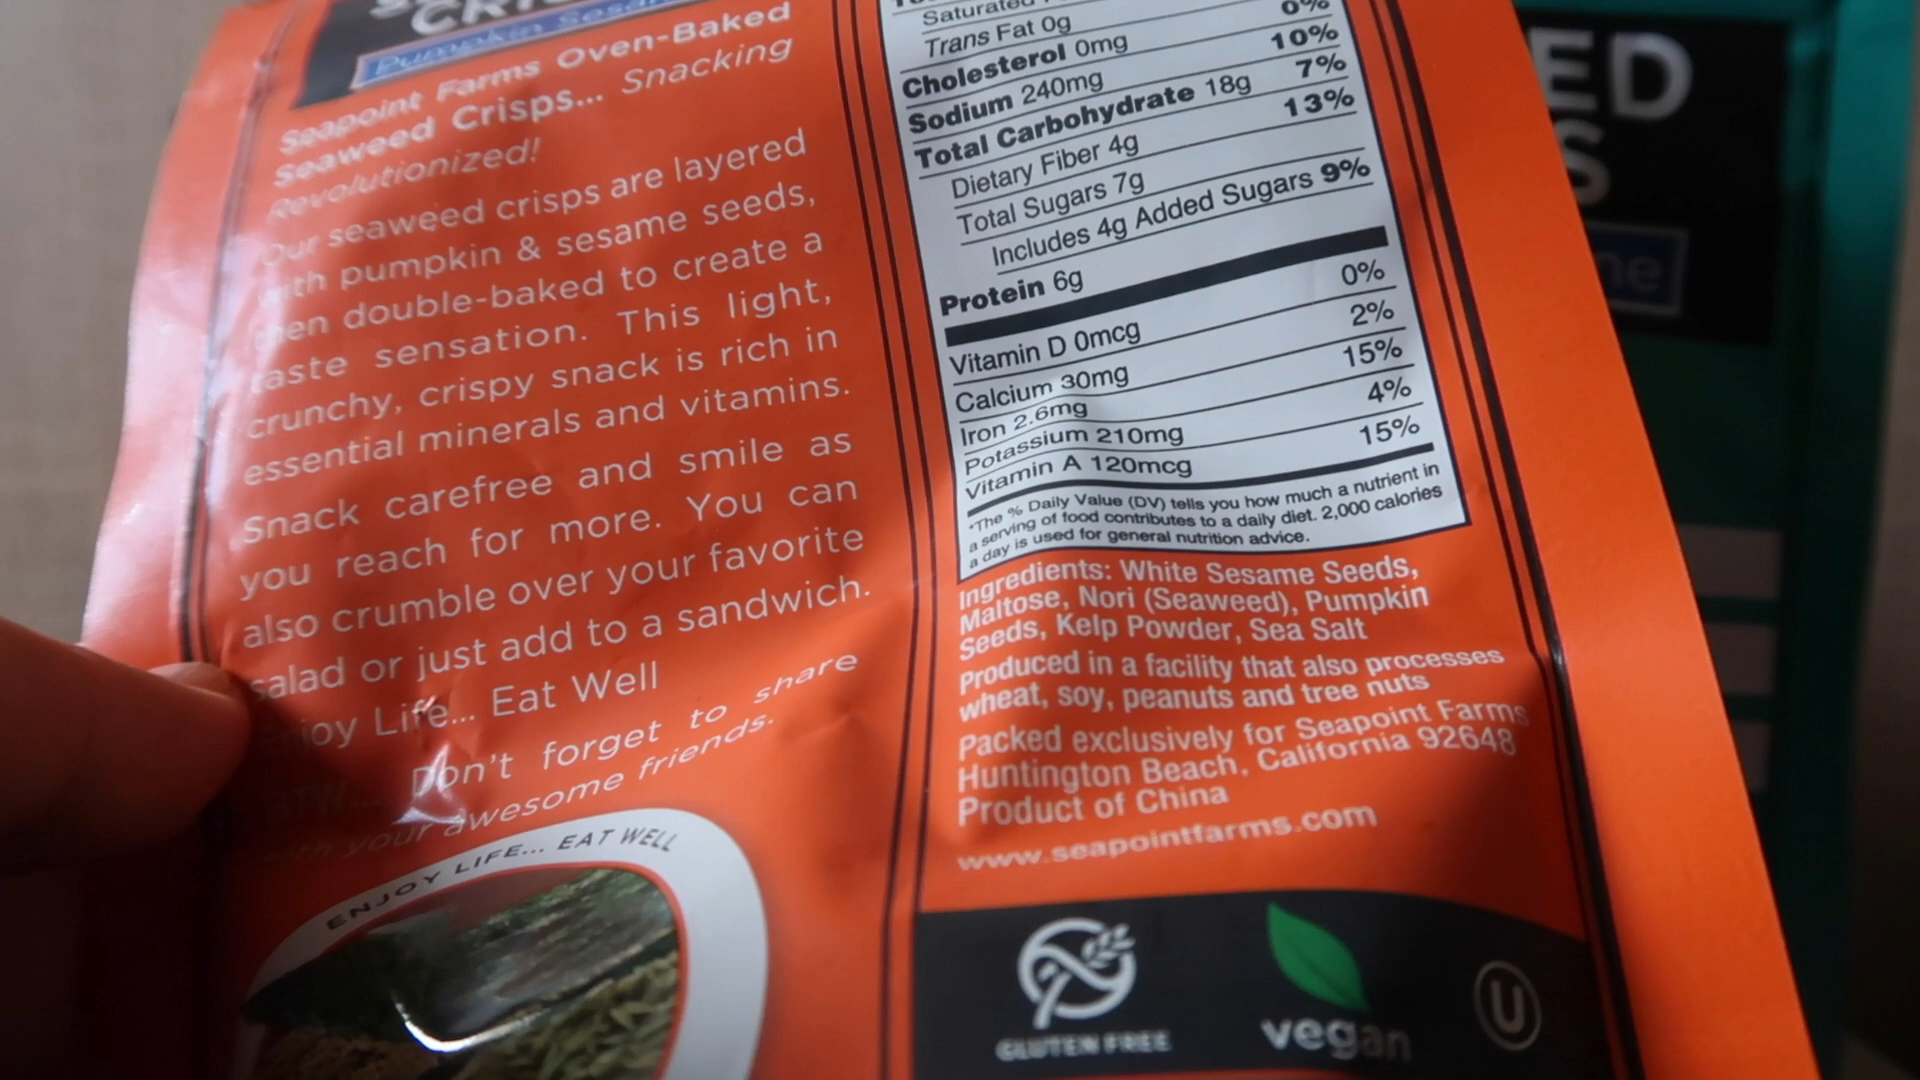 Pumpkin Sesame
Seapoint Farms Oven-Baked
Seaweed Crisps... Snacking
Revolutionized!
Our seaweed crisps are layered
with pumpkin & sesame seeds,
then double-baked to create a
taste sensation. This light,
crunchy, crispy snack is rich in
essential minerals and vitamins.
Snack carefree and smile as
you reach for more. You can
also crumble over your favorite
salad or just add to a sandwich.
Enjoy Life... Eat Well
BTW... Don't forget to share
with your awesome friends.
ENJOY LIFE... EAT WELL
Saturated
Trans Fat 0g
0%
Cholesterol 0mg
10%
Sodium 240mg
7%
Total Carbohydrate 18g
13%
Dietary Fiber 4g
Total Sugars 7g
Includes 4g Added Sugars 9%
Protein 6g
Vitamin D 0mcg 0%
Calcium 30mg 2%
Iron 2.6mg 15%
Potassium 210mg 4%
Vitamin A 120mcg 15%
*The % Daily Value (DV) tells you how much a nutrient in
a serving of food contributes to a daily diet. 2,000 calories
a day is used for general nutrition advice.
Ingredients: White Sesame Seeds,
Maltose, Nori (Seaweed), Pumpkin
Seeds, Kelp Powder, Sea Salt
Produced in a facility that also processes
wheat, soy, peanuts and tree nuts
Packed exclusively for Seapoint Farms
Huntington Beach, California 92648
Product of China
www.seapointfarms.com
GLUTEN FREE
vegan
U